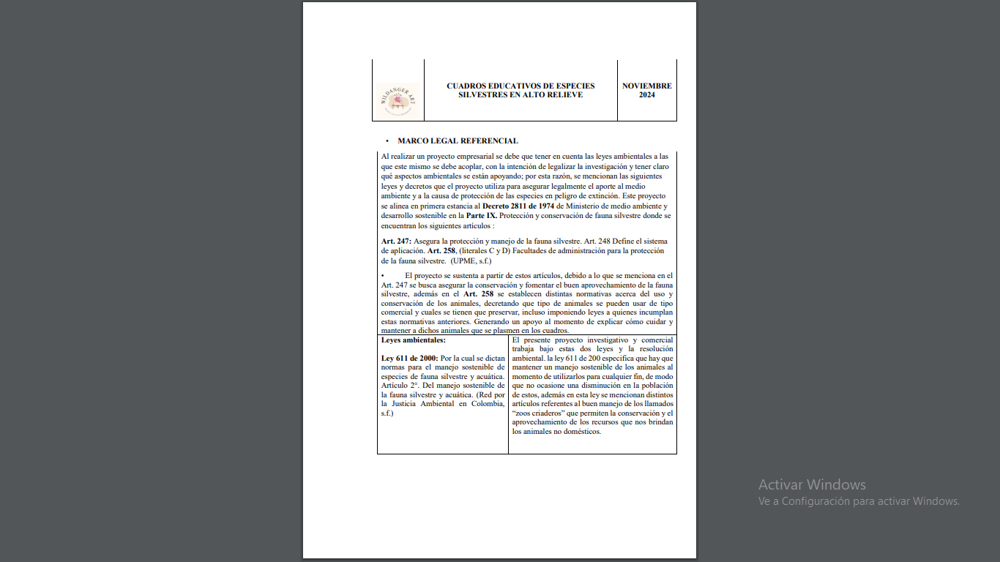 WILDANGER ART
CUADROS EDUCATIVOS DE ESPECIES
SILVESTRES EN ALTO RELIEVE
NOVIEMBRE
2024
• MARCO LEGAL REFERENCIAL
Al realizar un proyecto empresarial se debe que tener en cuenta las leyes ambientales a las
que este mismo se debe acoplar, con la intención de legalizar la investigación y tener claro
qué aspectos ambientales se están apoyando; por esta razón, se mencionan las siguientes
leyes y decretos que el proyecto utiliza para asegurar legalmente el aporte al medio
ambiente y a la causa de protección de las especies en peligro de extinción. Este proyecto
se alinea en primera estancia al Decreto 2811 de 1974 de Ministerio de medio ambiente y
desarrollo sostenible en la Parte IX. Protección y conservación de fauna silvestre donde se
encuentran los siguientes artículos :
Art. 247: Asegura la protección y manejo de la fauna silvestre. Art. 248 Define el sistema
de aplicación. Art. 258, (literales C y D) Facultades de administración para la protección
de la fauna silvestre. (UPME, s.f.)
• El proyecto se sustenta a partir de estos artículos, debido a lo que se menciona en el
Art. 247 se busca asegurar la conservación y fomentar el buen aprovechamiento de la fauna
silvestre, además en el Art. 258 se establecen distintas normativas acerca del uso y
conservación de los animales, decretando que tipo de animales se pueden usar de tipo
comercial y cuales se tienen que preservar, incluso imponiendo leyes a quienes incumplan
estas normativas anteriores. Generando un apoyo al momento de explicar cómo cuidar y
mantener a dichos animales que se plasmen en los cuadros.
Leyes ambientales:
Ley 611 de 2000: Por la cual se dictan
normas para el manejo sostenible de
especies de fauna silvestre y acuática.
Artículo 2°. Del manejo sostenible de
la fauna silvestre y acuática. (Red por
la Justicia Ambiental en Colombia,
s.f.)
El presente proyecto investigativo y comercial
trabaja bajo estas dos leyes y la resolución
ambiental. la ley 611 de 200 especifica que hay que
mantener un manejo sostenible de los animales al
momento de utilizarlos para cualquier fin, de modo
que no ocasione una disminución en la población
de estos, además en esta ley se mencionan distintos
artículos referentes al buen manejo de los llamados
“zoos criaderos” que permiten la conservación y el
aprovechamiento de los recursos que nos brindan
los animales no domésticos.
Activar Windows
Ve a Configuración para activar Windows.